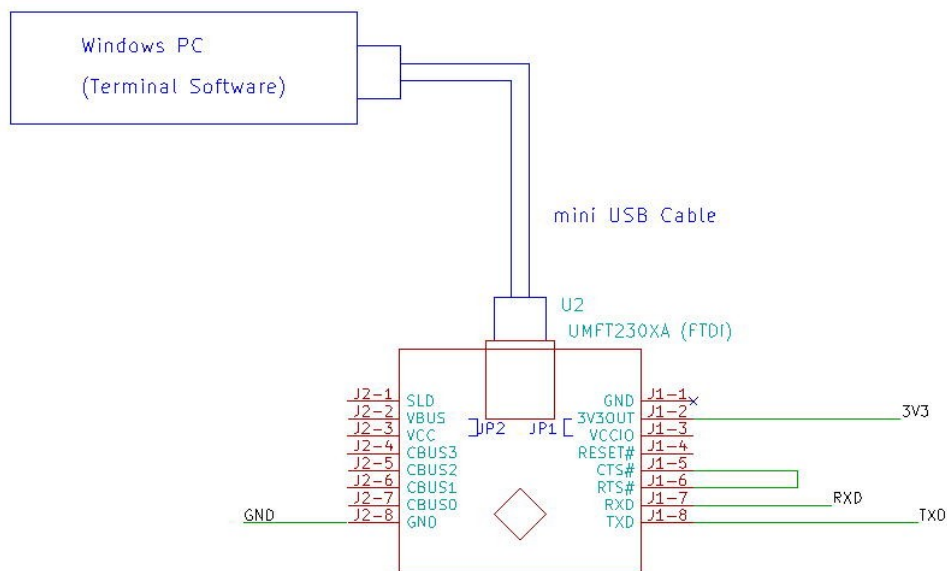 Windows PC
(Terminal Software)
mini USB Cable
U2
UMFT230XA (FTDI)
J2-1 SLD GND J1-1
J2-2 VBUS 3V3OUT J1-2 3V3
J2-3 VCC JP2 JP1 VCCIO J1-3
J2-4 CBUS3 RESET# J1-4
J2-5 CBUS2 CTS# J1-5
J2-6 CBUS1 RTS# J1-6
J2-7 CBUS0 RXD J1-7 RXD
GND J2-8 GND TXD J1-8 TXD